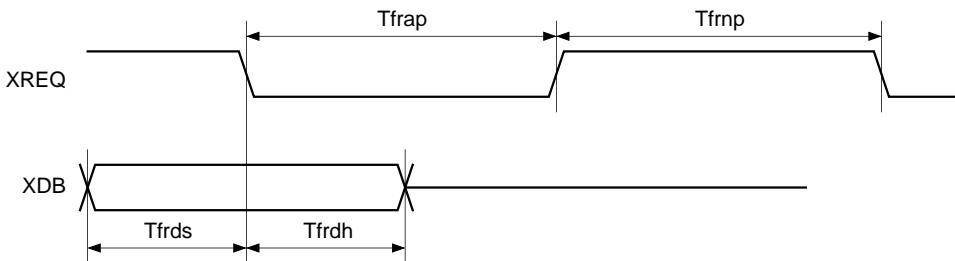 Tfrap
Tfrnp
XREQ
XDB
Tfrds
Tfrdh